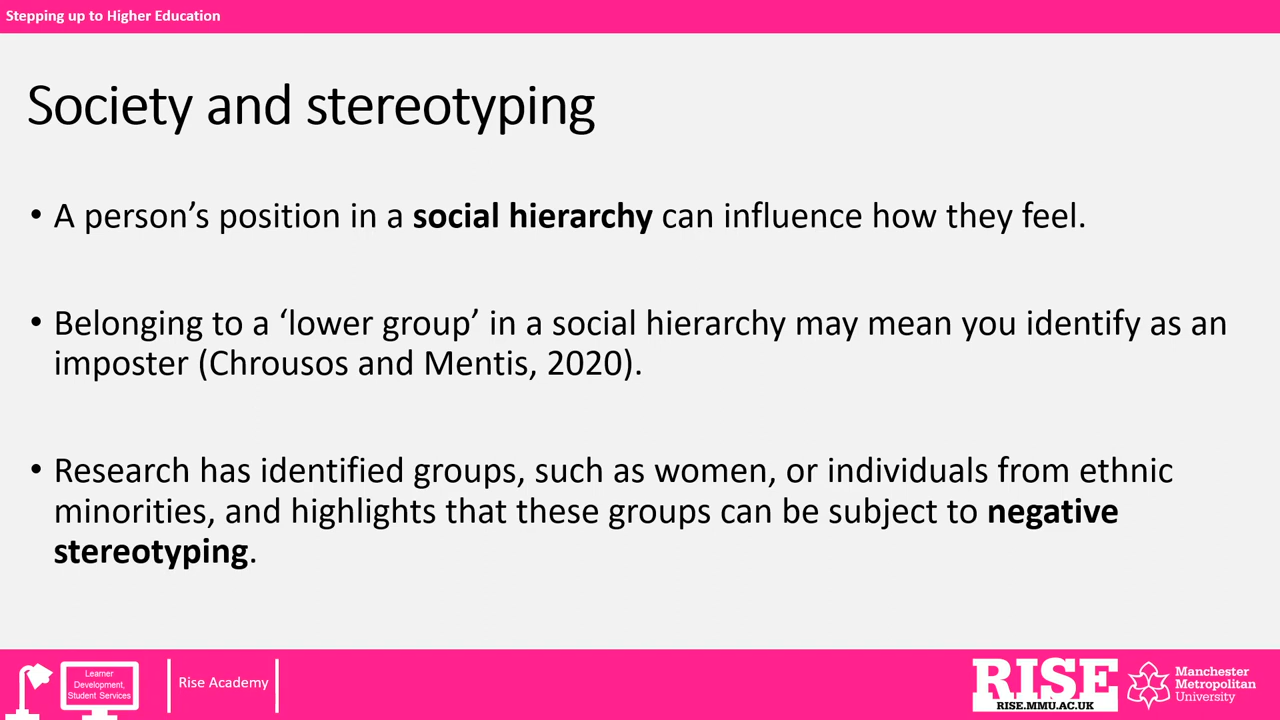 Stepping up to Higher Education
Society and stereotyping
• A person’s position in a social hierarchy can influence how they feel.
• Belonging to a ‘lower group’ in a social hierarchy may mean you identify as an
imposter (Chrousos and Mentis, 2020).
• Research has identified groups, such as women, or individuals from ethnic
minorities, and highlights that these groups can be subject to negative
stereotyping.
Learner
Development,
Student Services
Rise Academy
RISE
RISE.MMU.AC.UK
Manchester
Metropolitan
University